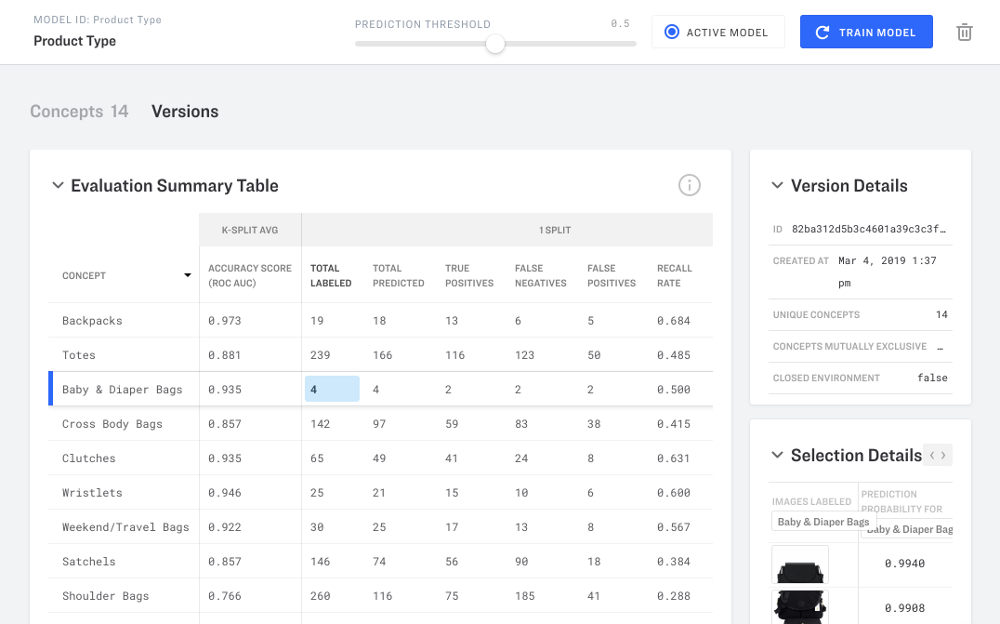 MODEL ID: Product Type
Product Type
PREDICTION THRESHOLD 0.5
ACTIVE MODEL
TRAIN MODEL
Concepts 14 Versions
Evaluation Summary Table
K-SPLIT AVG 1 SPLIT
CONCEPT
ACCURACY SCORE (ROC AUC)
TOTAL LABELED
TOTAL PREDICTED
TRUE POSITIVES
FALSE NEGATIVES
FALSE POSITIVES
RECALL RATE
Backpacks 0.973 19 18 13 6 5 0.684
Totes 0.881 239 166 116 123 50 0.485
Baby & Diaper Bags 0.935 4 4 2 2 2 0.500
Cross Body Bags 0.857 142 97 59 83 38 0.415
Clutches 0.935 65 49 41 24 8 0.631
Wristlets 0.946 25 21 15 10 6 0.600
Weekend/Travel Bags 0.922 30 25 17 13 8 0.567
Satchels 0.857 146 74 56 90 18 0.384
Shoulder Bags 0.766 260 116 75 185 41 0.288
Version Details
ID 82ba312d5b3c4601a39c3c3f…
CREATED AT Mar 4, 2019 1:37
pm
UNIQUE CONCEPTS 14
CONCEPTS MUTUALLY EXCLUSIVE …
CLOSED ENVIRONMENT false
Selection Details
IMAGES LABELED
Baby & Diaper Bags
PREDICTION
PROBABILITY FOR
Baby & Diaper Bag
0.9940
0.9908